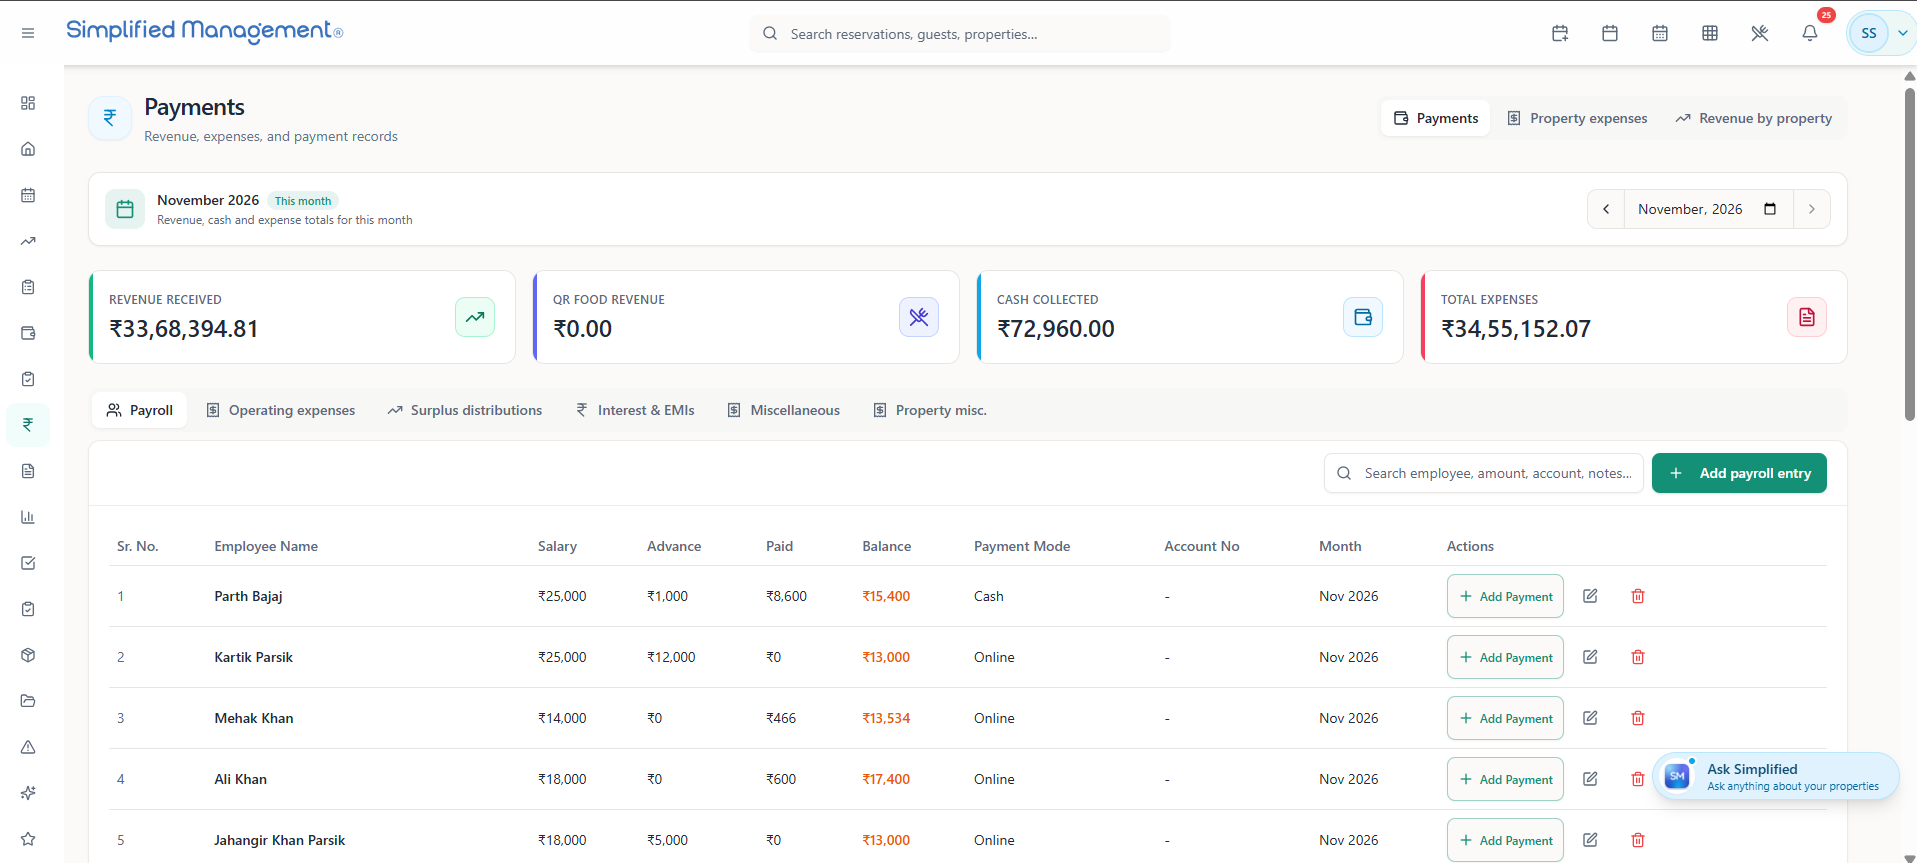 Simplified Management®
Search reservations, guests, properties...
25
SS
Payments
Revenue, expenses, and payment records
Payments
Property expenses
Revenue by property
November 2026 This month
Revenue, cash and expense totals for this month
November, 2026
REVENUE RECEIVED
₹33,68,394.81
QR FOOD REVENUE
₹0.00
CASH COLLECTED
₹72,960.00
TOTAL EXPENSES
₹34,55,152.07
Payroll
Operating expenses
Surplus distributions
₹ Interest & EMIs
Miscellaneous
Property misc.
Search employee, amount, account, notes...
+ Add payroll entry
Sr. No. Employee Name Salary Advance Paid Balance Payment Mode Account No Month Actions
1 Parth Bajaj ₹25,000 ₹1,000 ₹8,600 ₹15,400 Cash - Nov 2026 + Add Payment
2 Kartik Parsik ₹25,000 ₹12,000 ₹0 ₹13,000 Online - Nov 2026 + Add Payment
3 Mehak Khan ₹14,000 ₹0 ₹466 ₹13,534 Online - Nov 2026 + Add Payment
4 Ali Khan ₹18,000 ₹0 ₹600 ₹17,400 Online - Nov 2026 + Add Payment
SM
Ask Simplified
Ask anything about your properties
5 Jahangir Khan Parsik ₹18,000 ₹5,000 ₹0 ₹13,000 Online - Nov 2026 + Add Payment